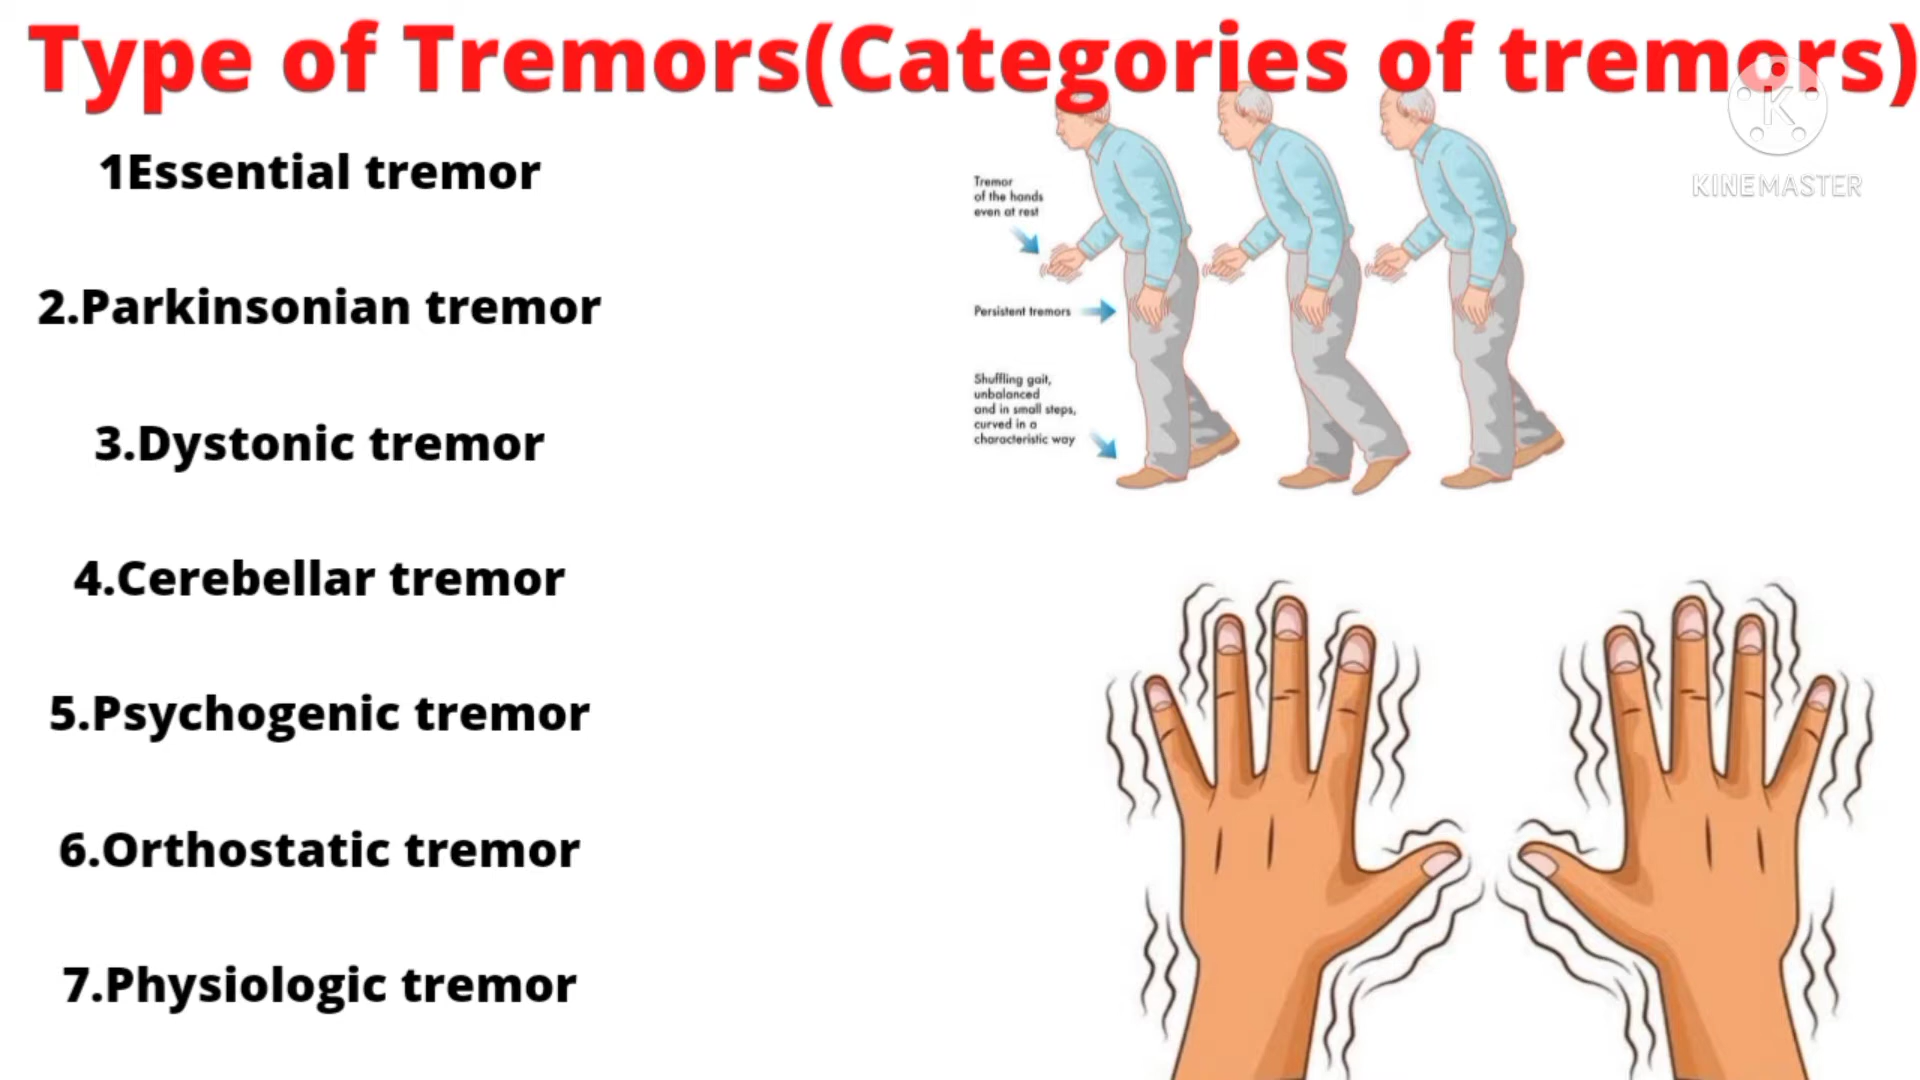 Type of Tremors(Categories of tremors)
1Essential tremor
2.Parkinsonian tremor
3.Dystonic tremor
4.Cerebellar tremor
5.Psychogenic tremor
6.Orthostatic tremor
7.Physiologic tremor
Tremor
of the hands
even at rest
Persistent tremors
Shuffling gait,
unbalanced
and in small steps,
curved in a
characteristic way
K
KINEMASTER